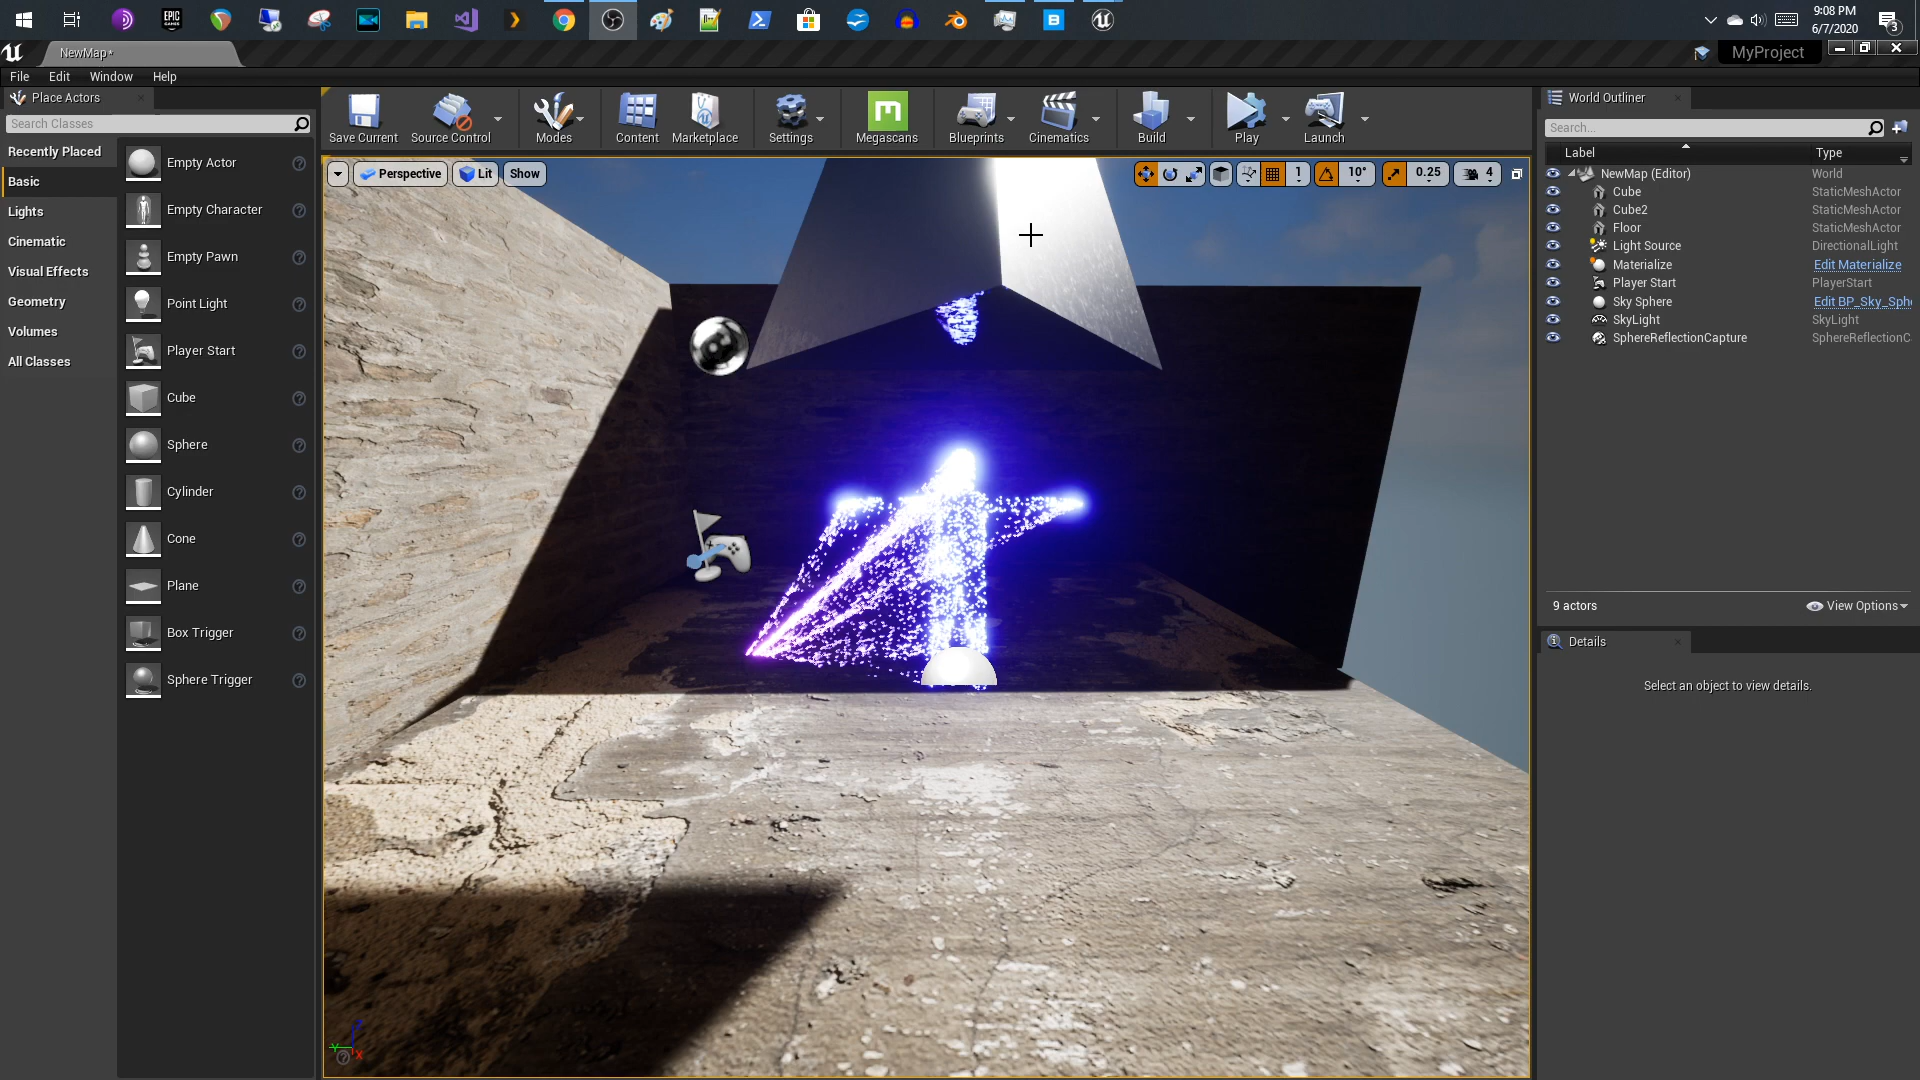 EPIC
GAMES
9:08 PM
6/7/2020
3
NewMap*
MyProject
File Edit Window Help
Place Actors
Search Classes
Recently Placed
Basic
Lights
Cinematic
Visual Effects
Geometry
Volumes
All Classes
Empty Actor
Empty Character
Empty Pawn
Point Light
Player Start
Cube
Sphere
Cylinder
Cone
Plane
Box Trigger
Sphere Trigger
Save Current Source Control Modes Content Marketplace Settings Megascans Blueprints Cinematics Build Play Launch
Perspective Lit Show
1 10° 0.25 4
World Outliner
Search...
Label Type
NewMap (Editor) World
Cube StaticMeshActor
Cube2 StaticMeshActor
Floor StaticMeshActor
Light Source DirectionalLight
Materialize Edit Materialize
Player Start PlayerStart
Sky Sphere Edit BP_Sky_Sph
SkyLight SkyLight
SphereReflectionCapture SphereReflectionC
9 actors View Options
Details
Select an object to view details.